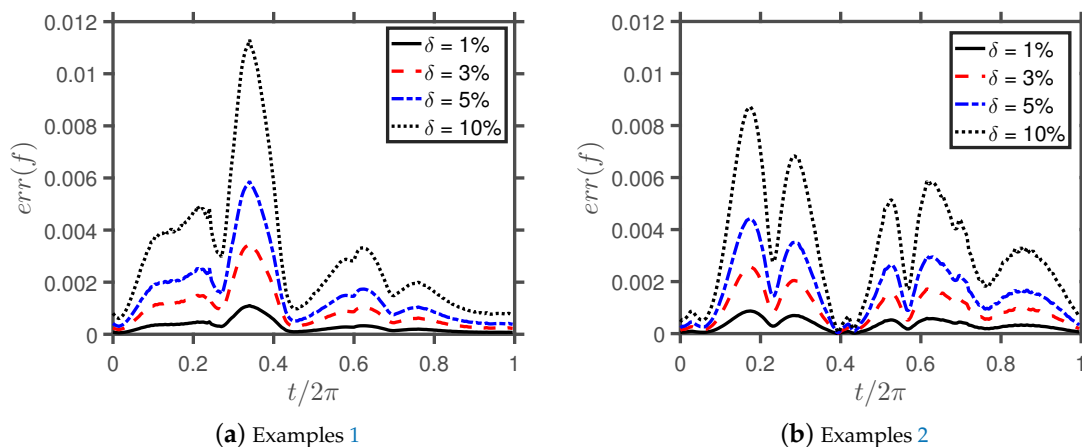 0.012
0.01
0.008
0.006
0.004
0.002
0
err(f)
0
0.2
0.4
0.6
0.8
1
t/2π
δ = 1%
δ = 3%
δ = 5%
δ = 10%
(a) Examples 1
0.012
0.01
0.008
0.006
0.004
0.002
0
err(f)
0
0.2
0.4
0.6
0.8
1
t/2π
δ = 1%
δ = 3%
δ = 5%
δ = 10%
(b) Examples 2